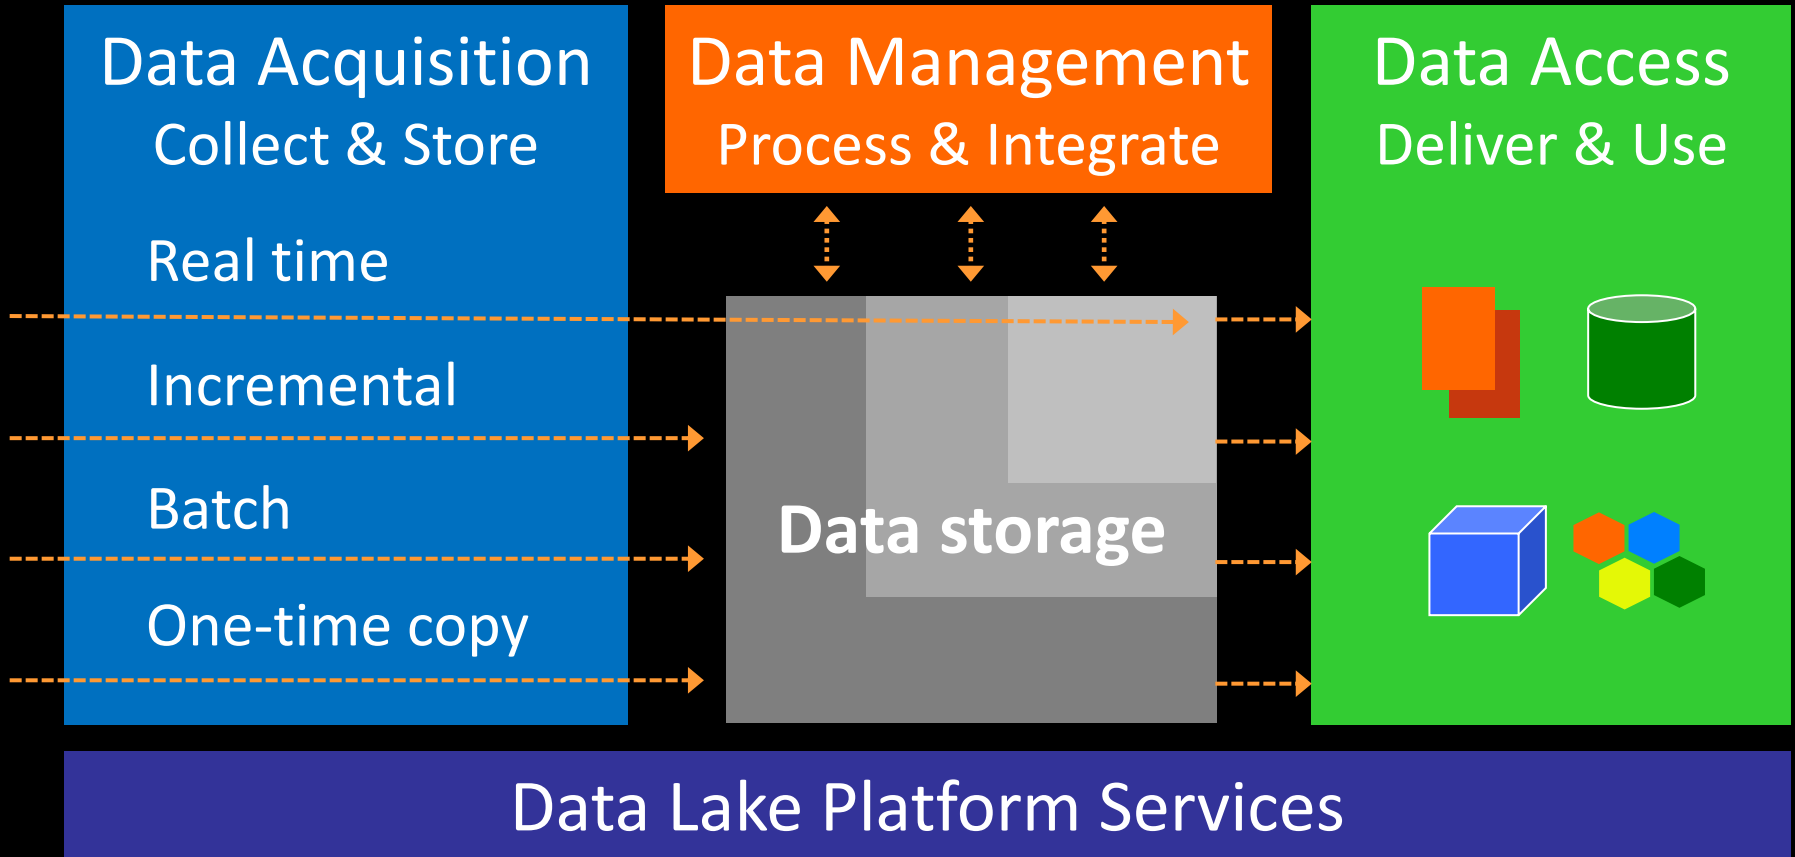 Data Acquisition
Collect & Store
Real time
Incremental
Batch
One-time copy
Data Management
Process & Integrate
Data storage
Data Access
Deliver & Use
Data Lake Platform Services